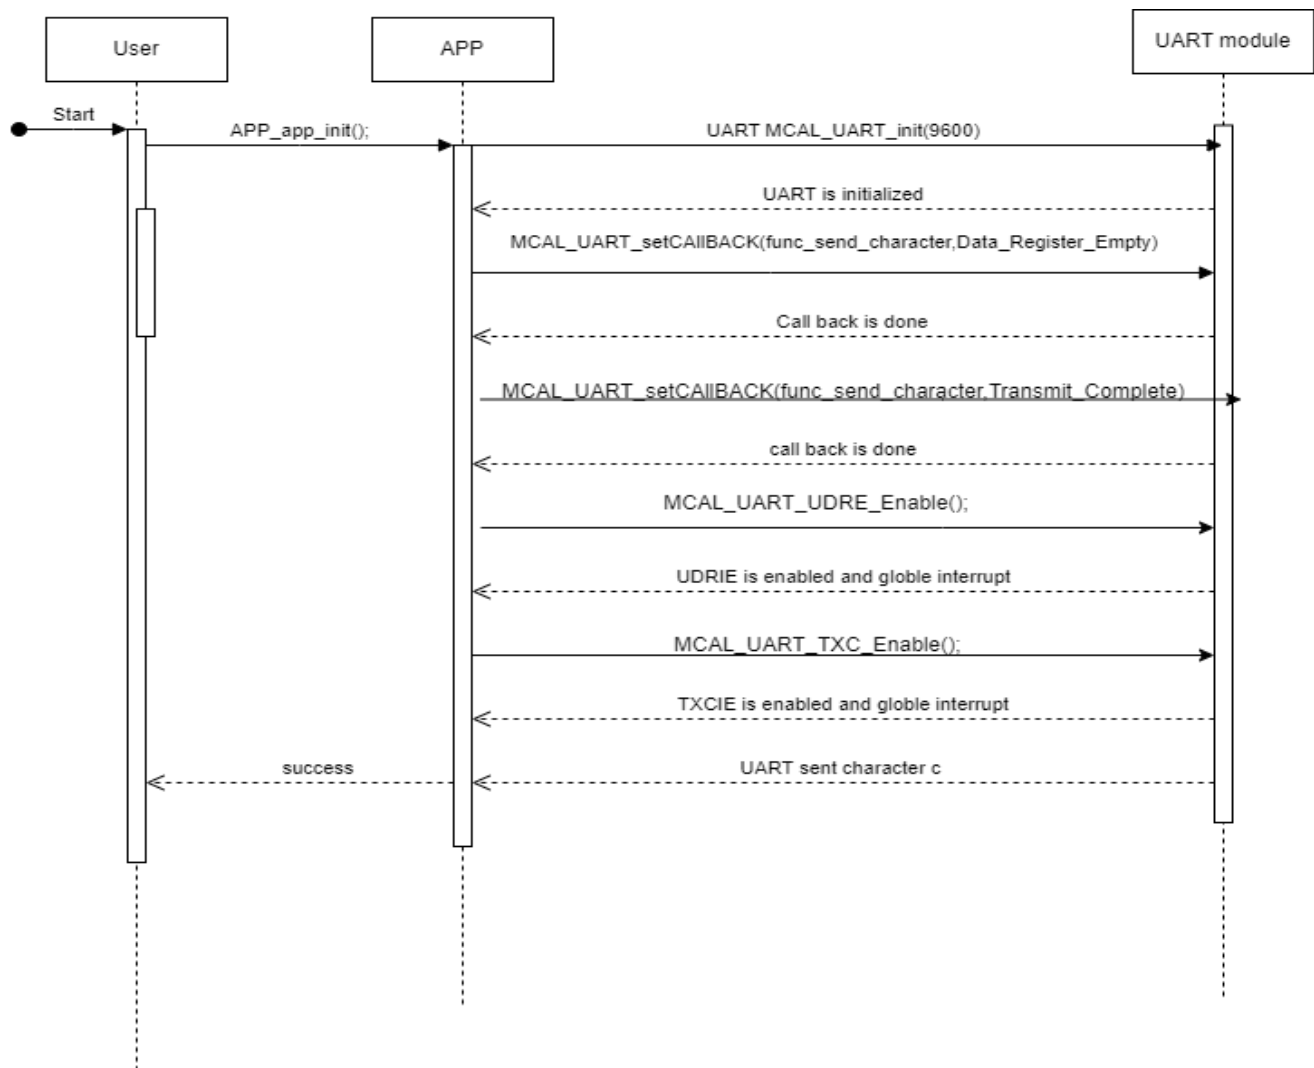 User
APP
UART module
Start
APP_app_init();
UART MCAL_UART_init(9600)
UART is initialized
MCAL_UART_setCAllBACK(func_send_character,Data_Register_Empty)
Call back is done
MCAL_UART_setCAllBACK(func_send_character,Transmit_Complete)
call back is done
MCAL_UART_UDRE_Enable();
UDRIE is enabled and globle interrupt
MCAL_UART_TXC_Enable();
TXCIE is enabled and globle interrupt
success
UART sent character c